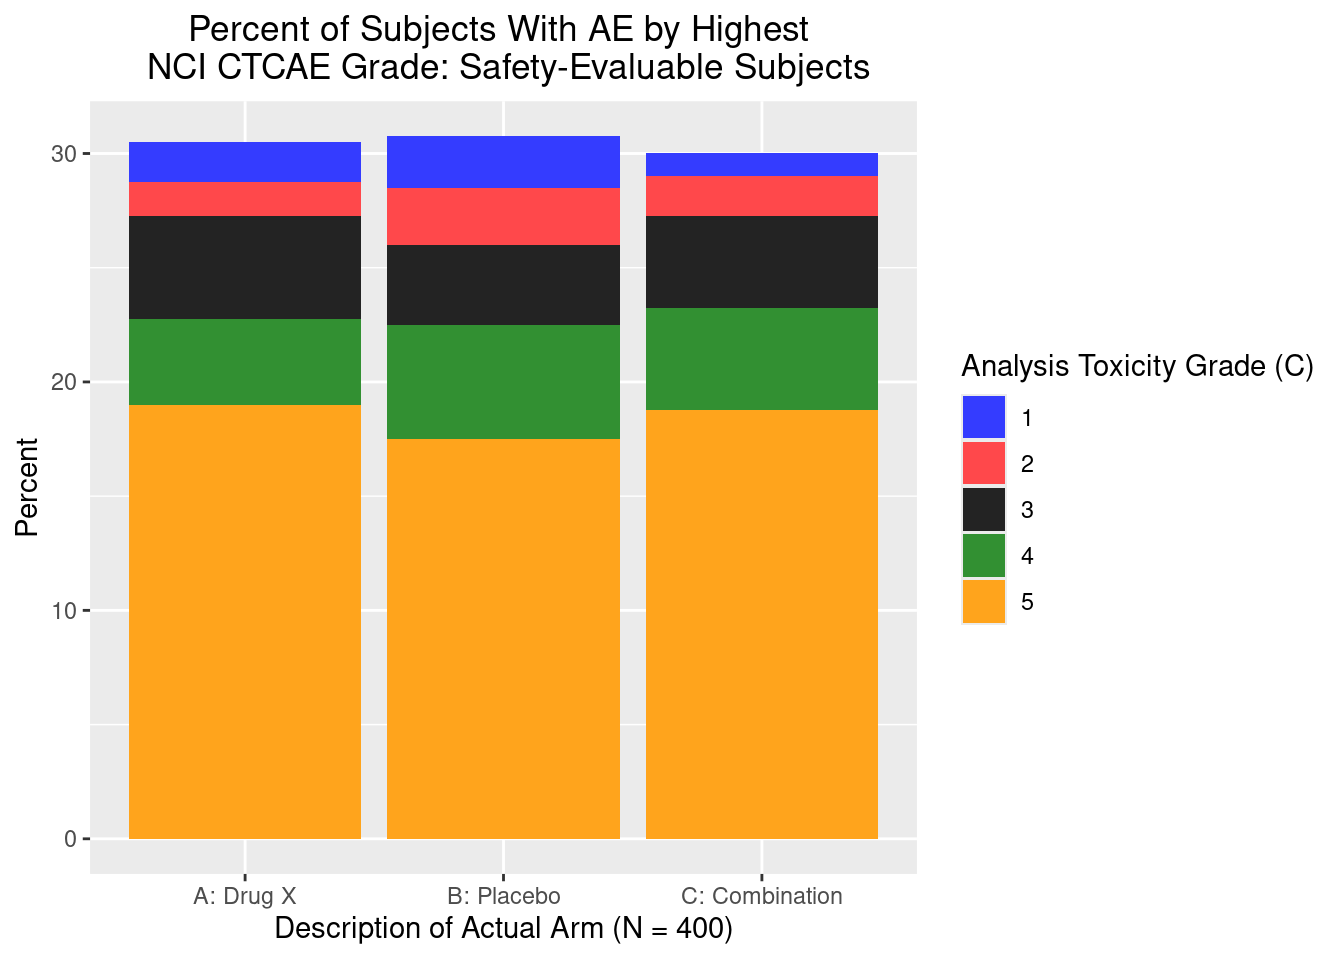 Percent of Subjects With AE by Highest
NCI CTCAE Grade: Safety-Evaluable Subjects
30
20
10
0
Percent
A: Drug X
B: Placebo
C: Combination
Description of Actual Arm (N = 400)
Analysis Toxicity Grade (C)
1
2
3
4
5